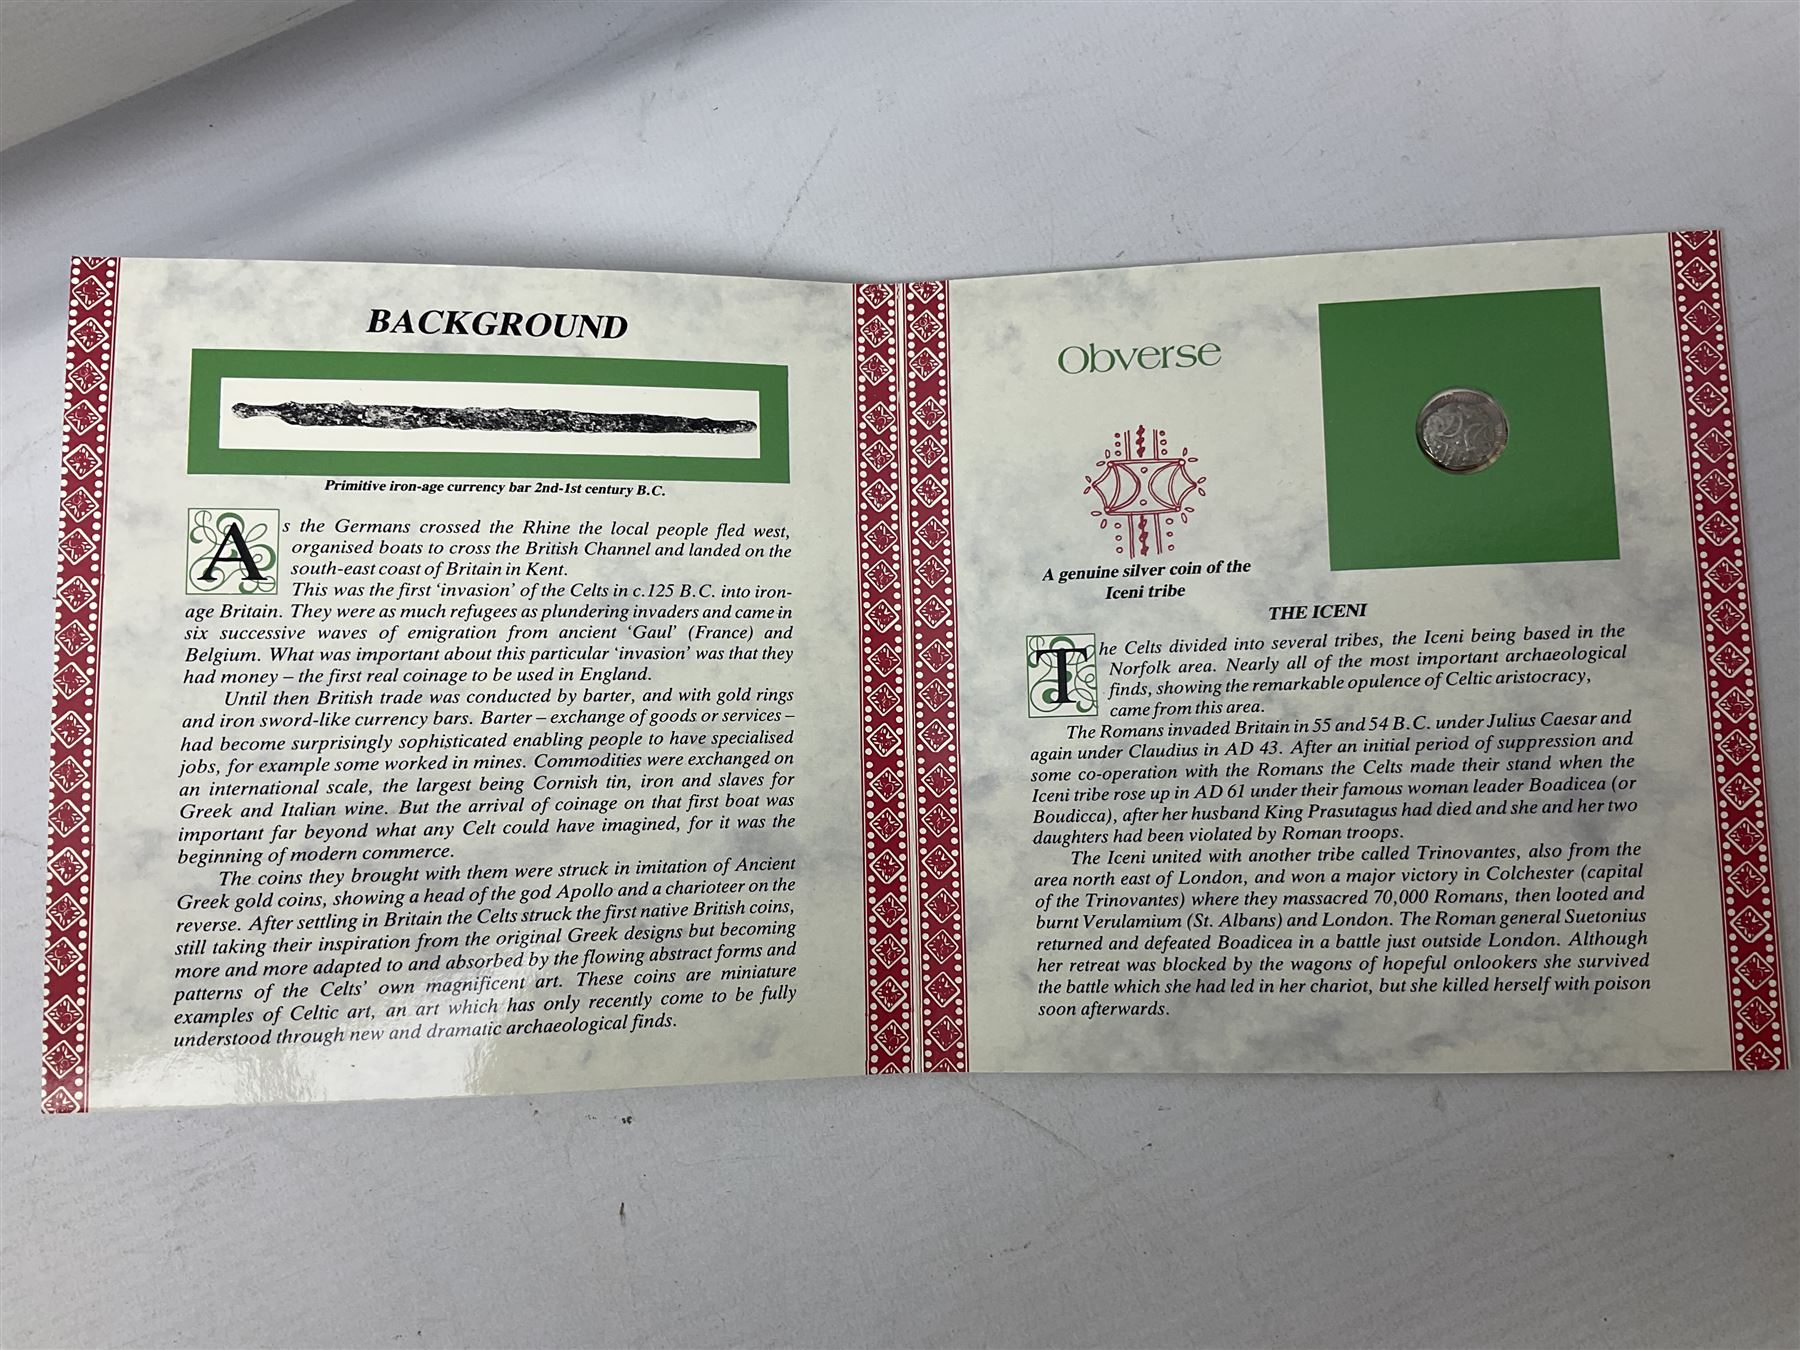 BACKGROUND
Primitive iron-age currency bar 2nd-1st century B.C.
As the Germans crossed the Rhine the local people fled west,
organised boats to cross the British Channel and landed on the
south-east coast of Britain in Kent.
This was the first 'invasion' of the Celts in c.125 B.C. into iron-
age Britain. They were as much refugees as plundering invaders and came in
six successive waves of emigration from ancient 'Gaul' (France) and
Belgium. What was important about this particular 'invasion' was that they
had money – the first real coinage to be used in England.
Until then British trade was conducted by barter, and with gold rings
and iron sword-like currency bars. Barter – exchange of goods or services –
had become surprisingly sophisticated enabling people to have specialised
jobs, for example some worked in mines. Commodities were exchanged on
an international scale, the largest being Cornish tin, iron and slaves for
Greek and Italian wine. But the arrival of coinage on that first boat was
important far beyond what any Celt could have imagined, for it was the
beginning of modern commerce.
The coins they brought with them were struck in imitation of Ancient
Greek gold coins, showing a head of the god Apollo and a charioteer on the
reverse. After settling in Britain the Celts struck the first native British coins,
still taking their inspiration from the original Greek designs but becoming
more and more adapted to and absorbed by the flowing abstract forms and
patterns of the Celts' own magnificent art. These coins are miniature
examples of Celtic art, an art which has only recently come to be fully
understood through new and dramatic archaeological finds.
Obverse
A genuine silver coin of the
Iceni tribe
THE ICENI
The Celts divided into several tribes, the Iceni being based in the
Norfolk area. Nearly all of the most important archaeological
finds, showing the remarkable opulence of Celtic aristocracy,
came from this area.
The Romans invaded Britain in 55 and 54 B.C. under Julius Caesar and
again under Claudius in AD 43. After an initial period of suppression and
some co-operation with the Romans the Celts made their stand when the
Iceni tribe rose up in AD 61 under their famous woman leader Boadicea (or
Boudicca), after her husband King Prasutagus had died and she and her two
daughters had been violated by Roman troops.
The Iceni united with another tribe called Trinovantes, also from the
area north east of London, and won a major victory in Colchester (capital
of the Trinovantes) where they massacred 70,000 Romans, then looted and
burnt Verulamium (St. Albans) and London. The Roman general Suetonius
returned and defeated Boadicea in a battle just outside London. Although
her retreat was blocked by the wagons of hopeful onlookers she survived
the battle which she had led in her chariot, but she killed herself with poison
soon afterwards.